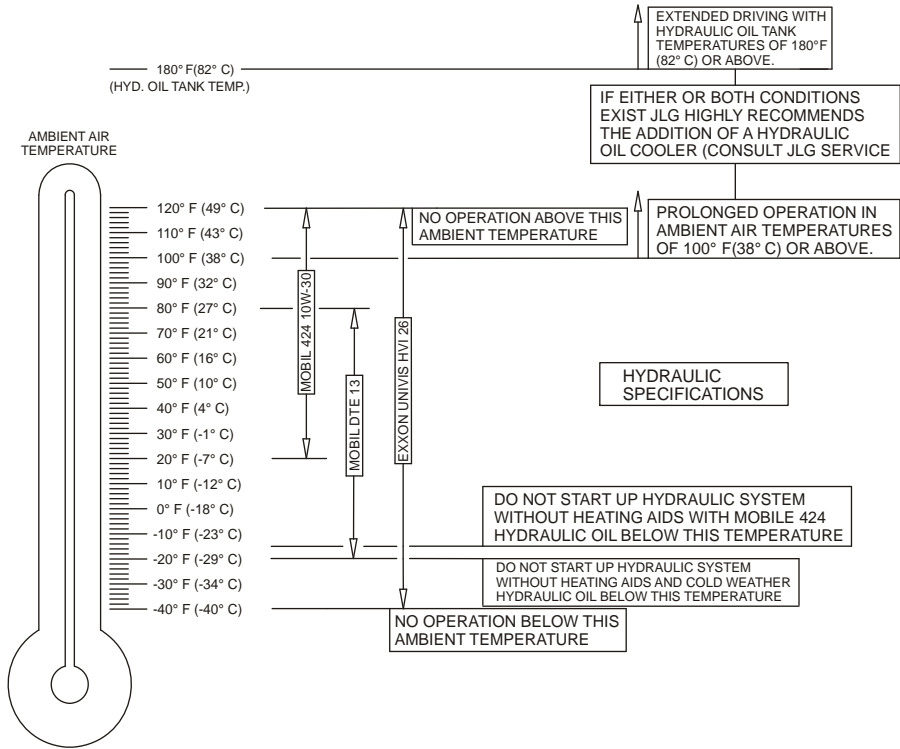 EXTENDED DRIVING WITH
HYDRAULIC OIL TANK
TEMPERATURES OF 180°F
(82° C) OR ABOVE.
180° F(82° C)
(HYD. OIL TANK TEMP.)
IF EITHER OR BOTH CONDITIONS
EXIST JLG HIGHLY RECOMMENDS
THE ADDITION OF A HYDRAULIC
OIL COOLER (CONSULT JLG SERVICE
AMBIENT AIR
TEMPERATURE
120° F (49° C)
110° F (43° C)
100° F (38° C)
90° F (32° C)
80° F (27° C)
70° F (21° C)
60° F (16° C)
50° F (10° C)
40° F (4° C)
30° F (-1° C)
20° F (-7° C)
10° F (-12° C)
0° F (-18° C)
-10° F (-23° C)
-20° F (-29° C)
-30° F (-34° C)
-40° F (-40° C)
MOBIL 424 10W-30
MOBIL DTE 13
EXXON UNIVIS HVI 26
NO OPERATION ABOVE THIS
AMBIENT TEMPERATURE
PROLONGED OPERATION IN
AMBIENT AIR TEMPERATURES
OF 100° F(38° C) OR ABOVE.
HYDRAULIC
SPECIFICATIONS
DO NOT START UP HYDRAULIC SYSTEM
WITHOUT HEATING AIDS WITH MOBILE 424
HYDRAULIC OIL BELOW THIS TEMPERATURE
DO NOT START UP HYDRAULIC SYSTEM
WITHOUT HEATING AIDS AND COLD WEATHER
HYDRAULIC OIL BELOW THIS TEMPERATURE
NO OPERATION BELOW THIS
AMBIENT TEMPERATURE